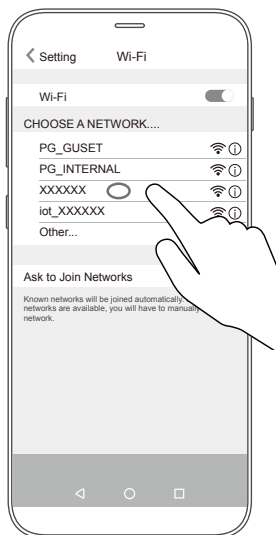 Setting Wi-Fi
Wi-Fi
CHOOSE A NETWORK....
PG_GUSET
PG_INTERNAL
XXXXXX
iot_XXXXXX
Other...
Ask to Join Networks
Known networks will be joined automatically.
networks are available, you will have to manually
network.